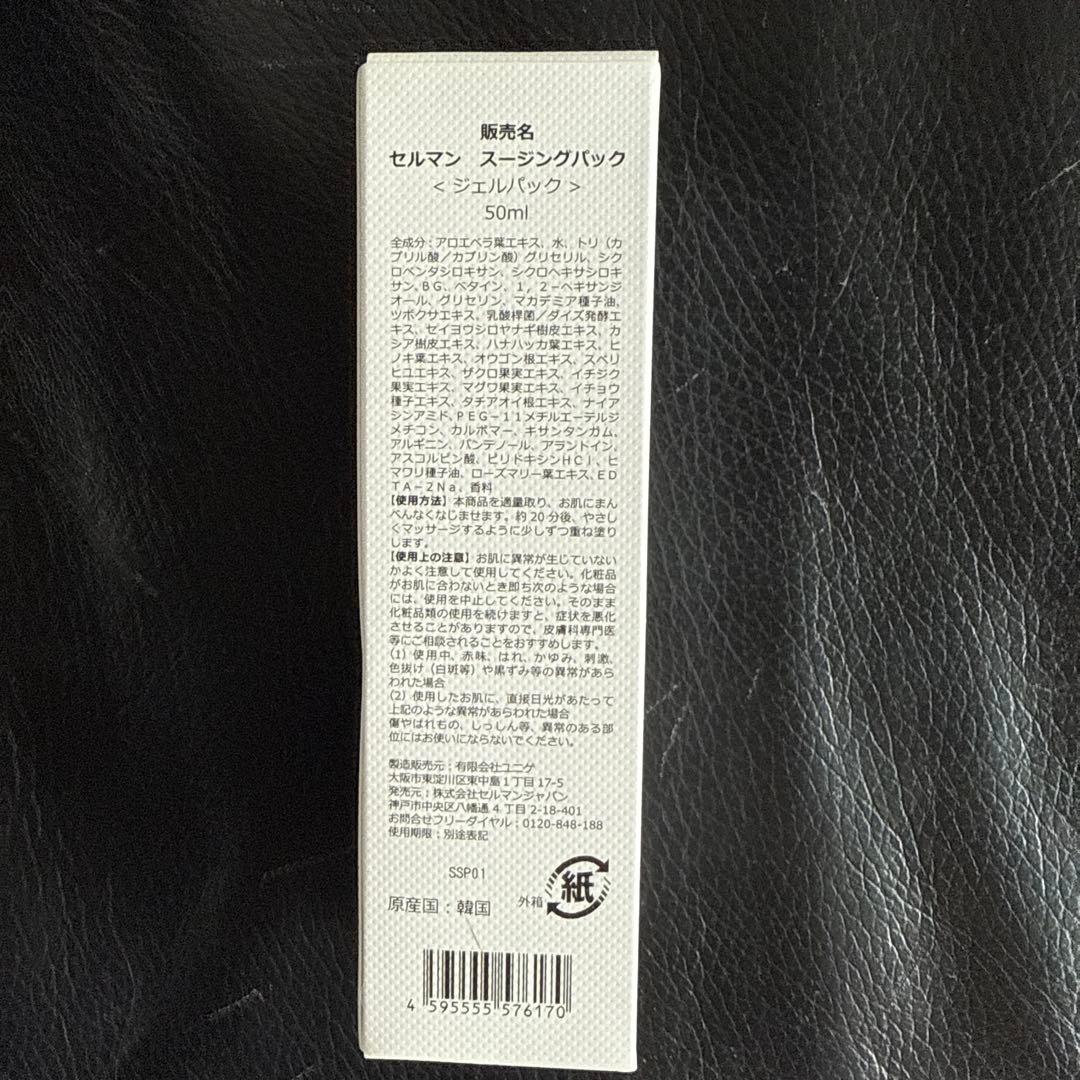 販売名
セルマン　スージングパック
< ジェルパック >
50ml
全成分：アロエベラ葉エキス、水、トリ（カ
プリル酸／カプリン酸）グリセリル、シク
ロペンタシロキサン、シクロヘキサシロキ
サン、BG、ベタイン、１，２－ヘキサンジ
オール、グリセリン、マカデミア種子油、
ツボクサエキス、乳酸桿菌／ダイズ発酵エ
キス、セイヨウシロヤナギ樹皮エキス、カ
シア樹皮エキス、ハナハッカ葉エキス、ヒ
ノキ葉エキス、オウゴン根エキス、スベリ
ヒユエキス、ザクロ果実エキス、イチジク
果実エキス、マグワ果実エキス、イチョウ
種子エキス、タチアオイ根エキス、ナイア
シンアミド、ＰＥＧ－１１メチルエーテルジ
メチコン、カルボマー、キサンタンガム、
アルギニン、パンテノール、アラントイン、
アスコルビン酸、ピリドキシンＨＣｌ、ヒ
マワリ種子油、ローズマリー葉エキス、ＥＤ
ＴＡ－２Ｎａ、香料
【使用方法】本商品を適量取り、お肌にまん
べんなくなじませます。約20分後、やさし
くマッサージするように少しずつ重ね塗り
します。
【使用上の注意】お肌に異常が生じていない
かよく注意して使用してください。化粧品
がお肌に合わないとき即ち次のような場合
には、使用を中止してください。そのまま
化粧品類の使用を続けますと、症状を悪化
させることがありますので、皮膚科専門医
等にご相談されることをおすすめします。
（1）使用中、赤味、はれ、かゆみ、刺激、
色抜け（白斑等）や黒ずみ等の異常があら
われた場合
（2）使用したお肌に、直接日光があたって
上記のような異常があらわれた場合
傷やはれもの、しっしん等、異常のある部
位にはお使いにならないでください。
製造販売元：有限会社ユニゲ
大阪市東淀川区東中島１丁目17-5
発売元：株式会社セルマンジャパン
神戸市中央区八幡通４丁目2-18-401
お問合せフリーダイヤル：0120-848-188
使用期限：別途表記
SSP01
外箱 紙
原産国：韓国
4 595555 576170